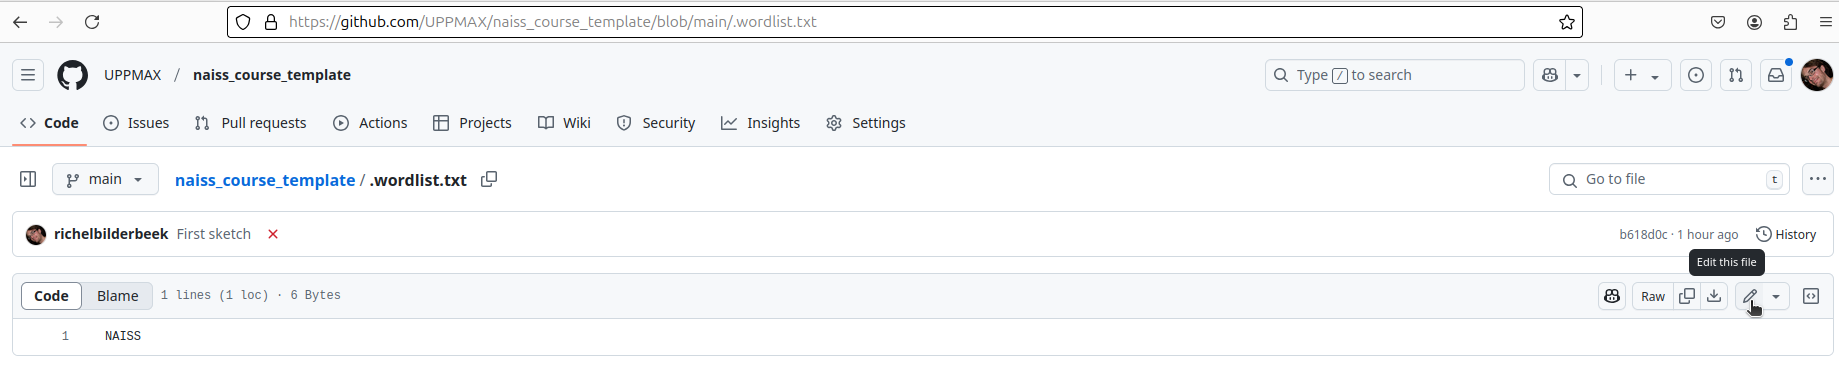 https://github.com/UPPMAX/naiss_course_template/blob/main/.wordlist.txt
UPPMAX / naiss_course_template Type / to search
Code Issues Pull requests Actions Projects Wiki Security Insights Settings
main naiss_course_template / .wordlist.txt Go to file t
richelbilderbeek First sketch b618d0c · 1 hour ago History
Edit this file
Code Blame 1 lines (1 loc) · 6 Bytes Raw
1 NAISS